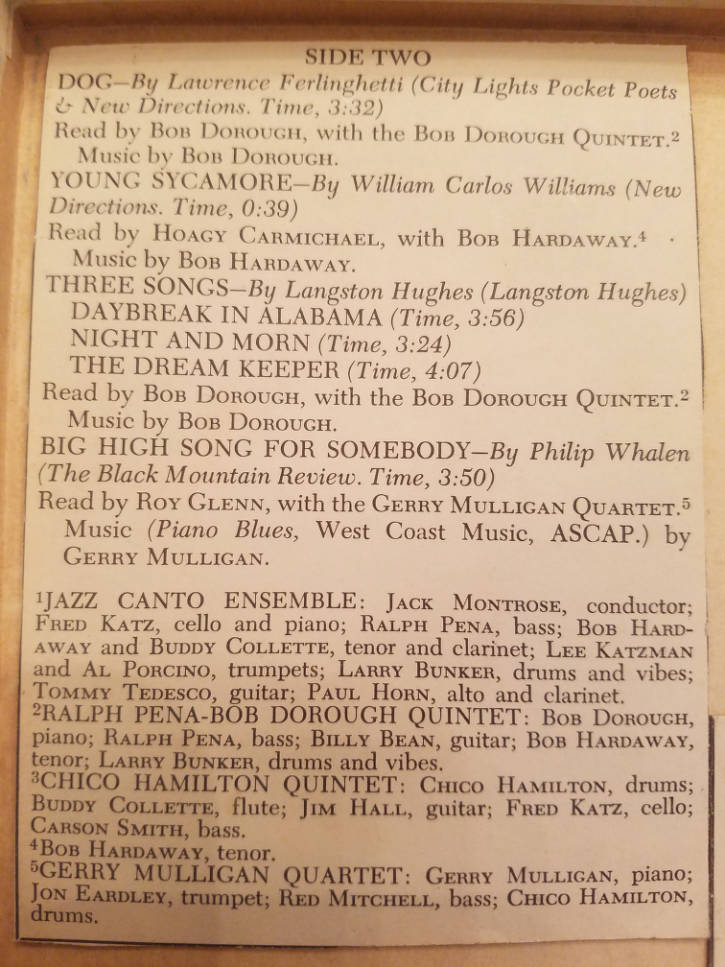 SIDE TWO
DOG—By Lawrence Ferlinghetti (City Lights Pocket Poets
& New Directions. Time, 3:32)
Read by BOB DOROUGH, with the BOB DOROUGH QUINTET.²
Music by BOB DOROUGH.
YOUNG SYCAMORE—By William Carlos Williams (New
Directions. Time, 0:39)
Read by HOAGY CARMICHAEL, with BOB HARDAWAY.⁴
Music by BOB HARDAWAY.
THREE SONGS—By Langston Hughes (Langston Hughes)
DAYBREAK IN ALABAMA (Time, 3:56)
NIGHT AND MORN (Time, 3:24)
THE DREAM KEEPER (Time, 4:07)
Read by BOB DOROUGH, with the BOB DOROUGH QUINTET.²
Music by BOB DOROUGH.
BIG HIGH SONG FOR SOMEBODY—By Philip Whalen
(The Black Mountain Review. Time, 3:50)
Read by ROY GLENN, with the GERRY MULLIGAN QUARTET.⁵
Music (Piano Blues, West Coast Music, ASCAP.) by
GERRY MULLIGAN.
¹JAZZ CANTO ENSEMBLE: JACK MONTROSE, conductor;
FRED KATZ, cello and piano; RALPH PENA, bass; BOB HARD-
AWAY and BUDDY COLLETTE, tenor and clarinet; LEE KATZMAN
and AL PORCINO, trumpets; LARRY BUNKER, drums and vibes;
TOMMY TEDESCO, guitar; PAUL HORN, alto and clarinet.
²RALPH PENA-BOB DOROUGH QUINTET: BOB DOROUGH,
piano; RALPH PENA, bass; BILLY BEAN, guitar; BOB HARDAWAY,
tenor; LARRY BUNKER, drums and vibes.
³CHICO HAMILTON QUINTET: CHICO HAMILTON, drums;
BUDDY COLLETTE, flute; JIM HALL, guitar; FRED KATZ, cello;
CARSON SMITH, bass.
⁴BOB HARDAWAY, tenor.
⁵GERRY MULLIGAN QUARTET: GERRY MULLIGAN, piano;
JON EARDLEY, trumpet; RED MITCHELL, bass; CHICO HAMILTON,
drums.